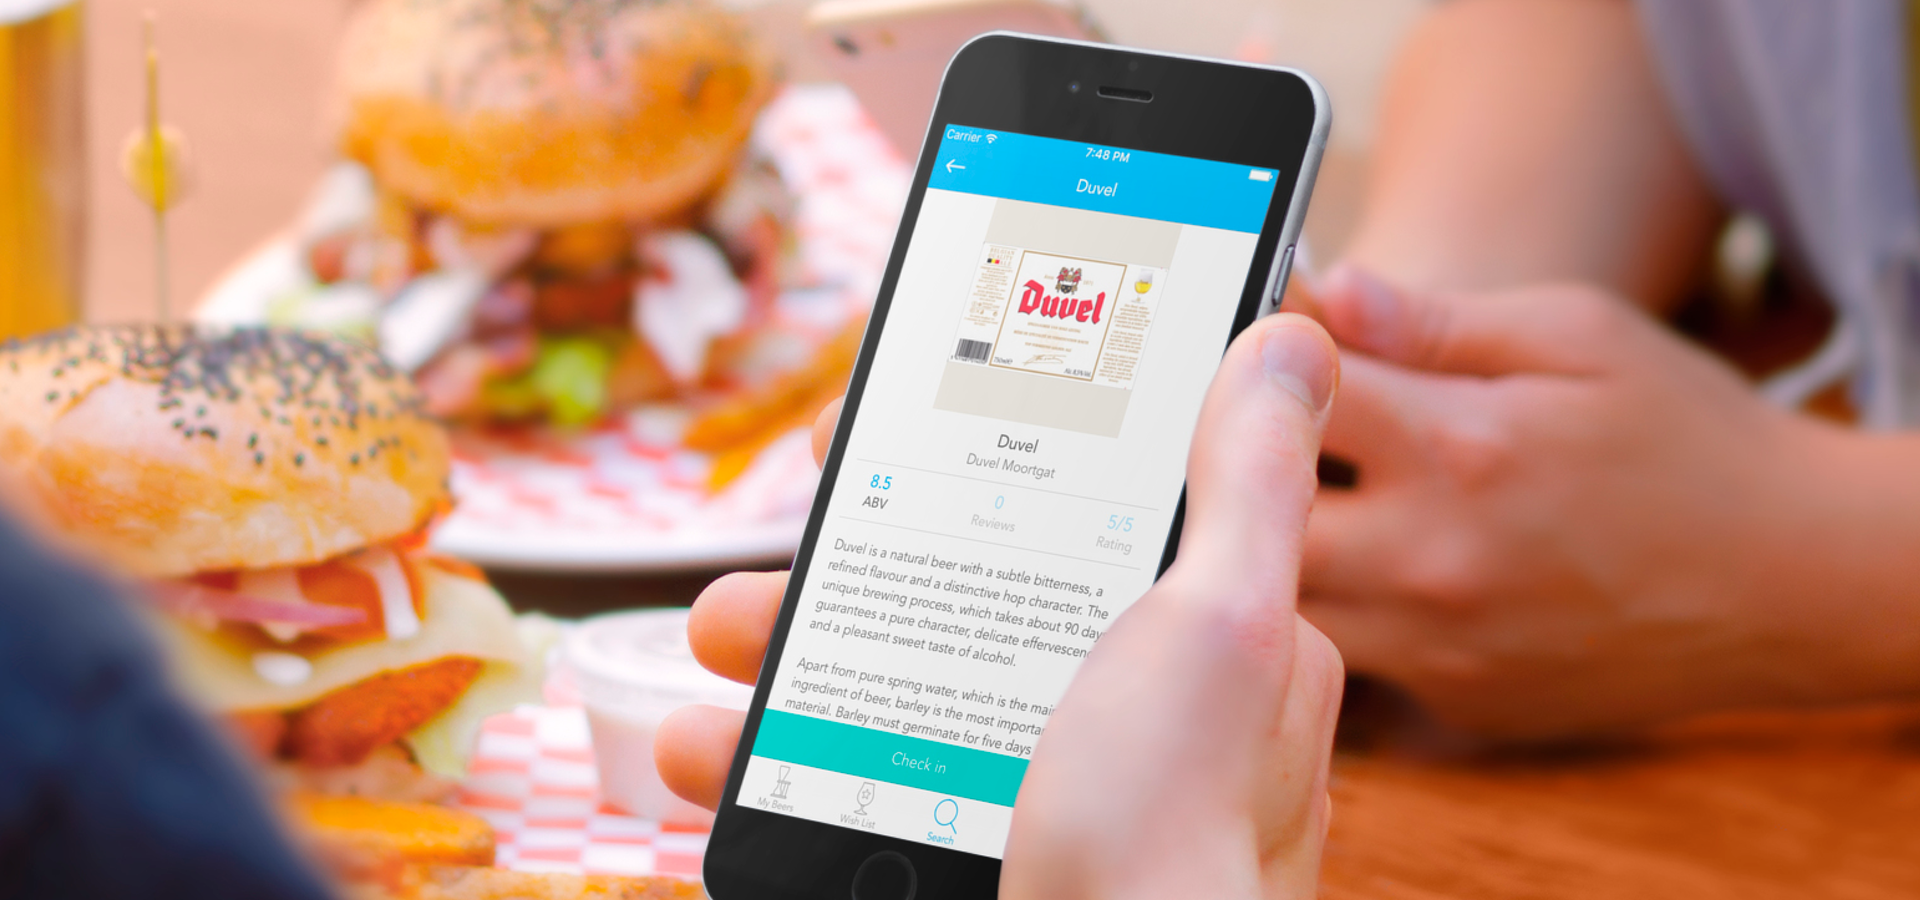 Carrier
7:48 PM
Duvel
Duvel
750ml
Duvel
Duvel Moortgat
8.5
ABV
0
Reviews
5/5
Rating
Duvel is a natural beer with a subtle bitterness, a
refined flavour and a distinctive hop character. The
unique brewing process, which takes about 90 day
guarantees a pure character, delicate effervescen
and a pleasant sweet taste of alcohol.
Apart from pure spring water, which is the mai
ingredient of beer, barley is the most importa
material. Barley must germinate for five days
Check in
My Beers
Wish List
Search